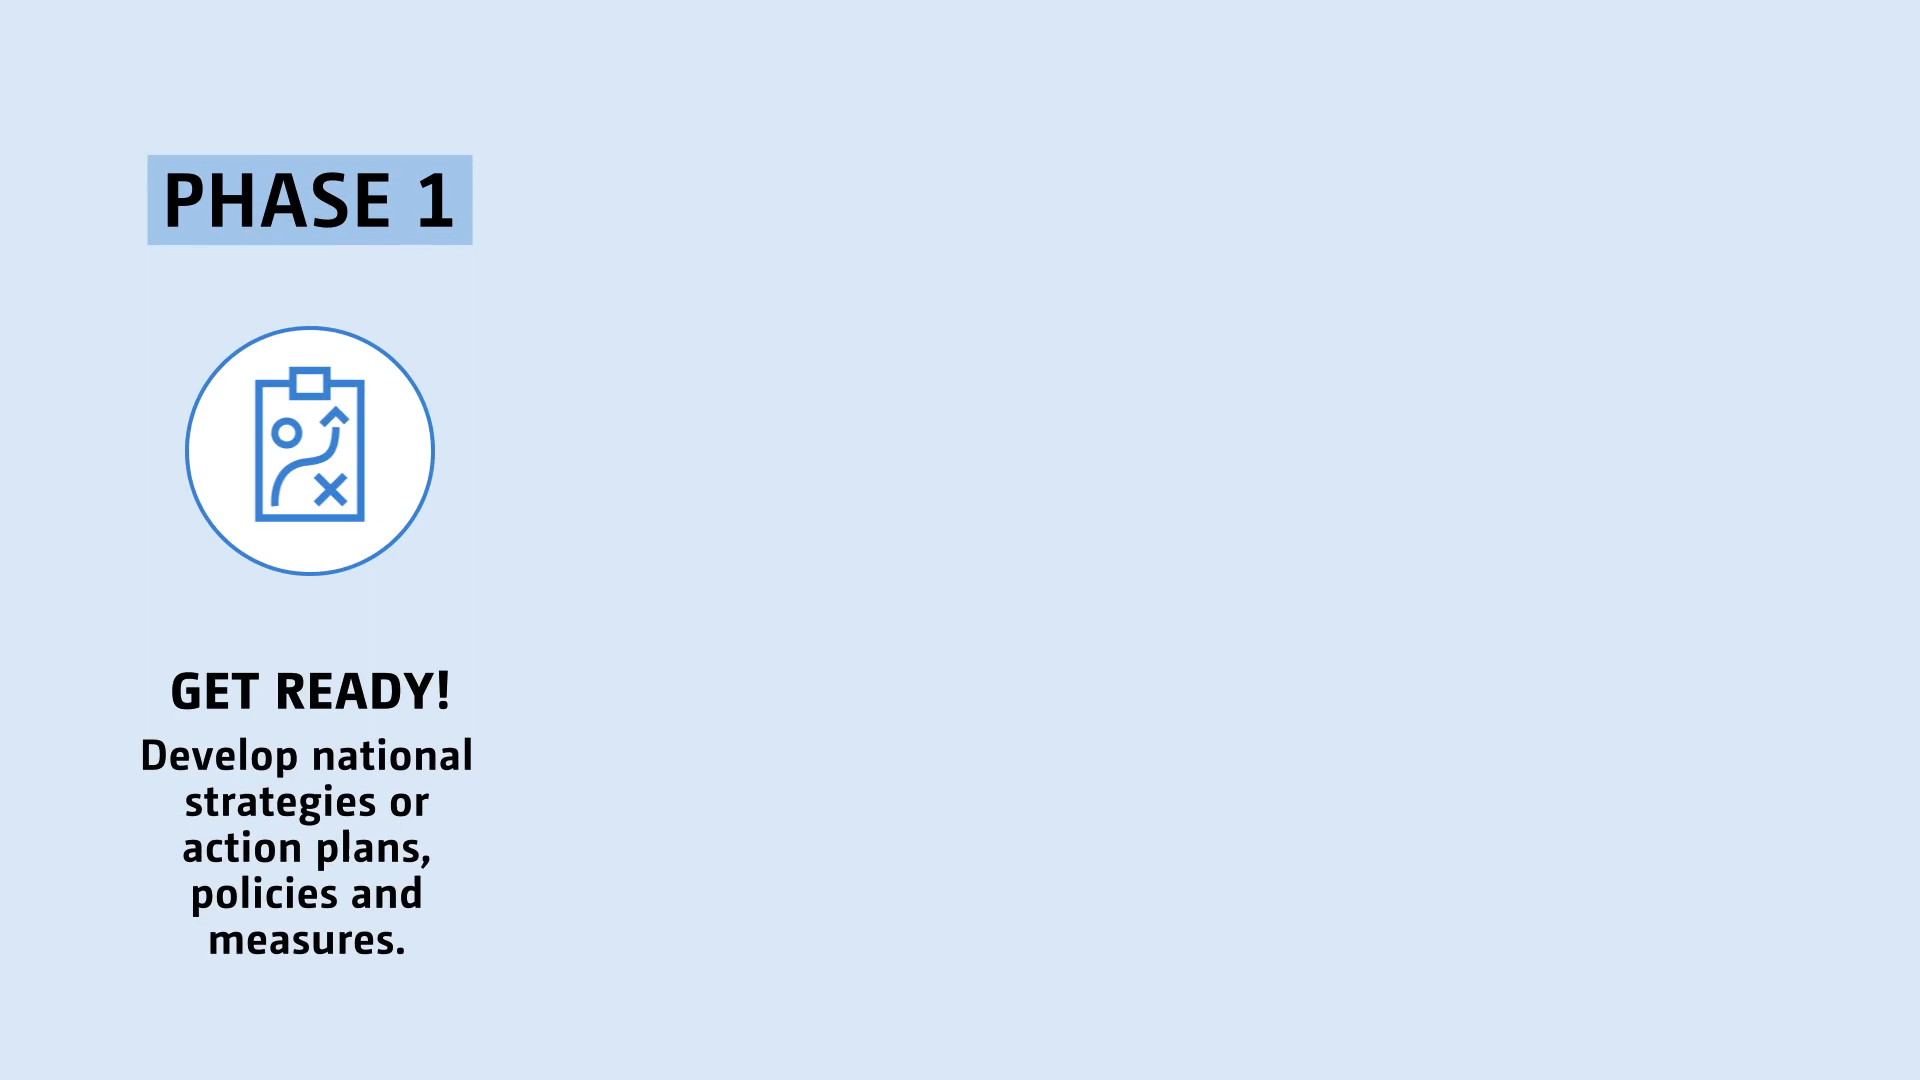 PHASE 1
GET READY!
Develop national
strategies or
action plans,
policies and
measures.